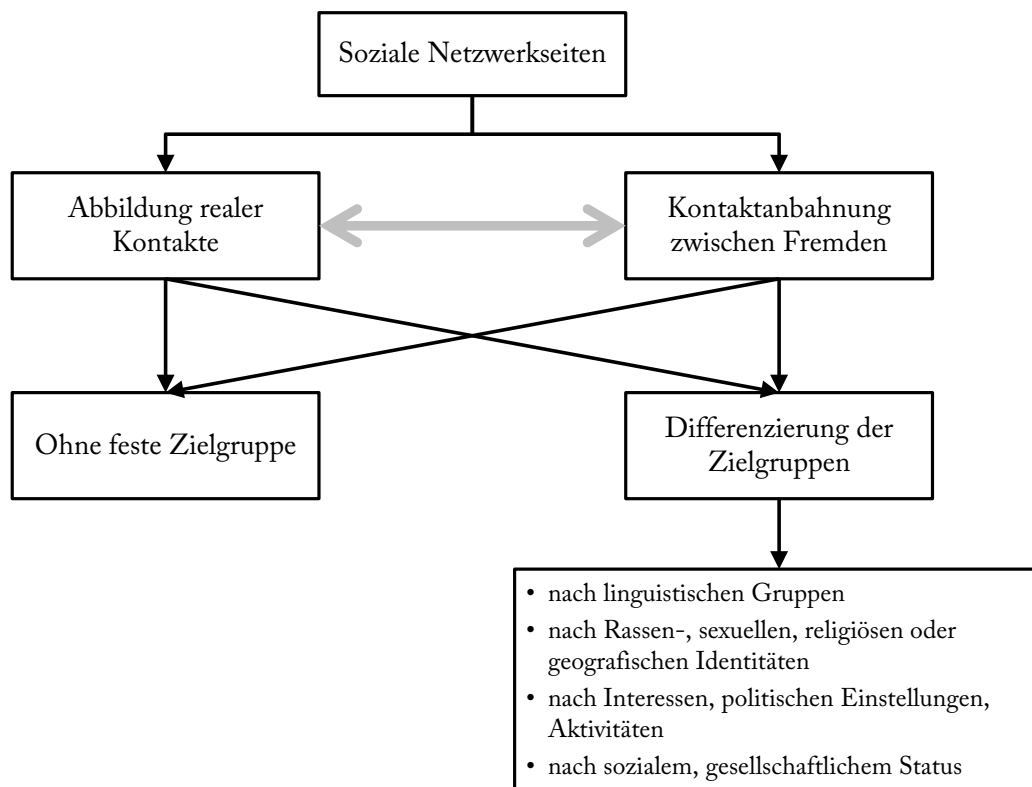 Soziale Netzwerkseiten
Abbildung realer
Kontakte
Kontaktanbahnung
zwischen Fremden
Ohne feste Zielgruppe
Differenzierung der
Zielgruppen
• nach linguistischen Gruppen
• nach Rassen-, sexuellen, religiösen oder
geografischen Identitäten
• nach Interessen, politischen Einstellungen,
Aktivitäten
• nach sozialem, gesellschaftlichem Status